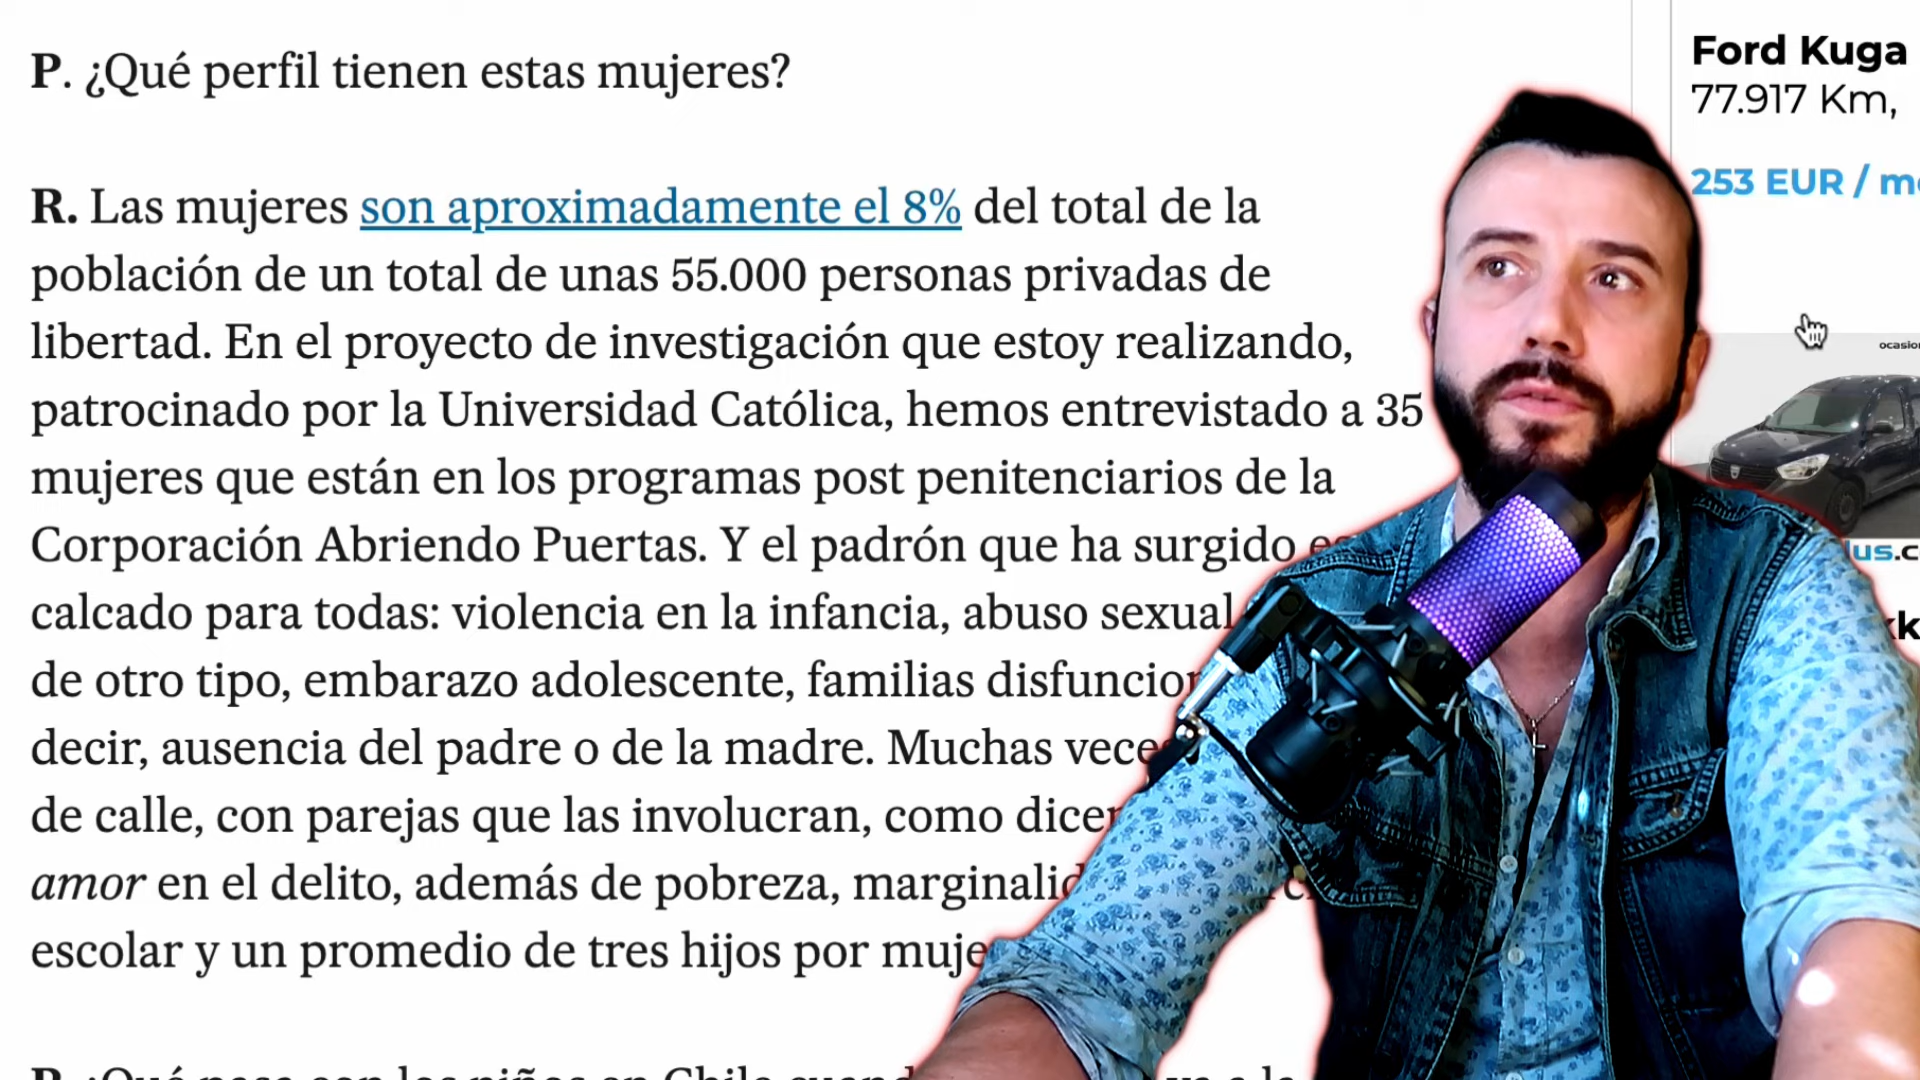 P. ¿Qué perfil tienen estas mujeres?
R. Las mujeres son aproximadamente el 8% del total de la
población de un total de unas 55.000 personas privadas de
libertad. En el proyecto de investigación que estoy realizando,
patrocinado por la Universidad Católica, hemos entrevistado a 35
mujeres que están en los programas post penitenciarios de la
Corporación Abriendo Puertas. Y el padrón que ha surgido
calcado para todas: violencia en la infancia, abuso sexual
de otro tipo, embarazo adolescente, familias
decir, ausencia del padre o de la madre. Muchas
de calle, con parejas que las involucran, como
amor en el delito, además de pobreza,
escolar y un promedio de tres hijos por
Ford Kuga
77.917 Km,
253 EUR /